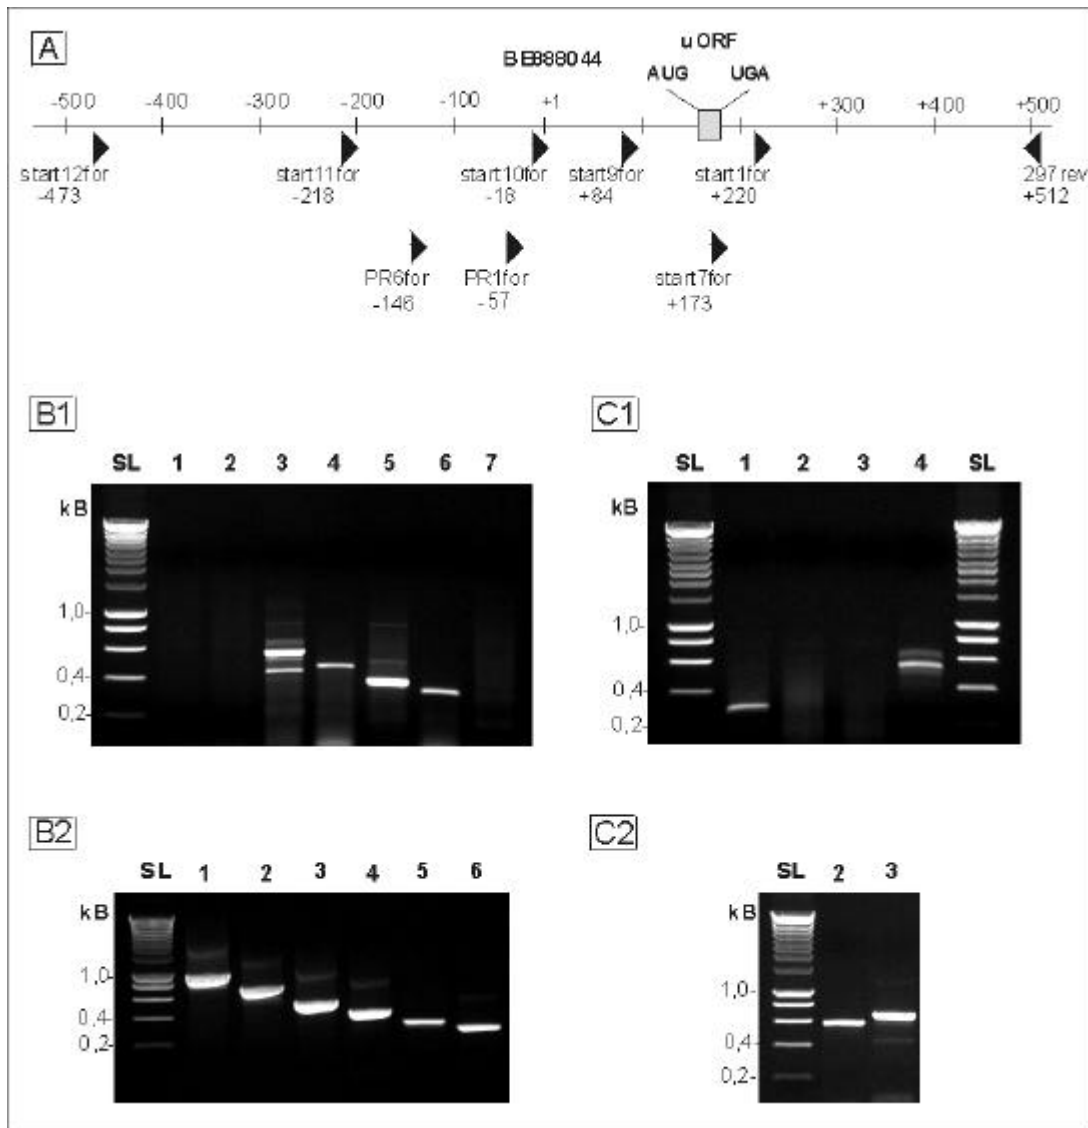 A
BE888044
uORF
AUG UGA
-500 -400 -300 -200 -100 +1 +300 +400 +500
start12for start11for start10for start9for start1for 297 rev
-473 -218 -18 +84 +220 +512
PR6for PR1for start7for
-146 -57 +173
B1
SL 1 2 3 4 5 6 7
kB
1,0-
0,4-
0,2-
C1
SL 1 2 3 4 SL
kB
1,0-
0,4-
0,2-
B2
SL 1 2 3 4 5 6
kB
1,0-
0,4-
0,2-
C2
SL 2 3
kB
1,0-
0,4-
0,2-